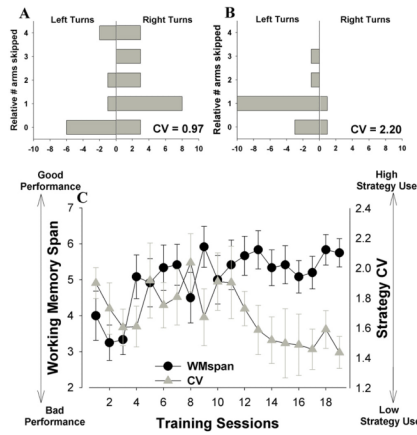 A
Left Turns Right Turns
Relative # arms skipped
4
3
2
1
0
CV = 0.97
-10 -8 -6 -4 -2 0 2 4 6 8 10
B
Left Turns Right Turns
Relative # arms skipped
4
3
2
1
0
CV = 2.20
-10 -8 -6 -4 -2 0 2 4 6 8 10
Good
Performance
High
Strategy Use
C
Working Memory Span
7
6
5
4
3
2
Strategy CV
2.4
2.2
2.0
1.8
1.6
1.4
1.2
WMspan
CV
2 4 6 8 10 12 14 16 18
Training Sessions
Bad
Performance
Low
Strategy Use